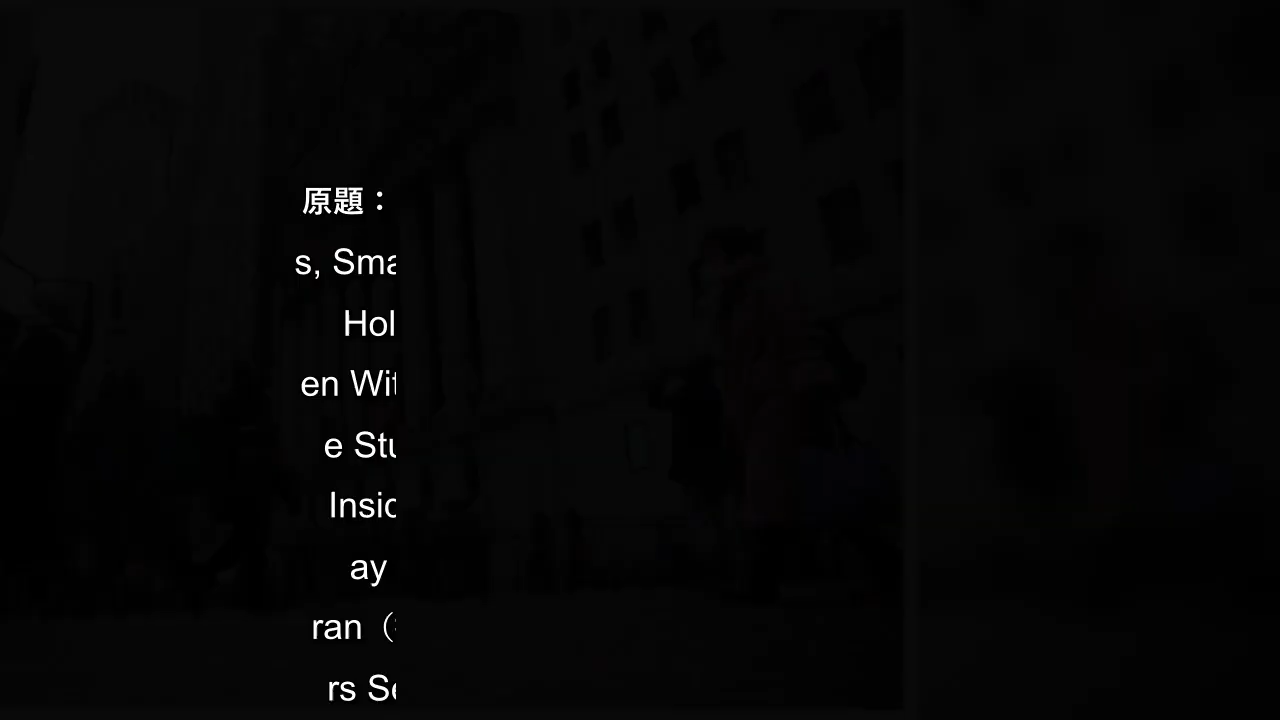 原題：
s, Sma
Hol
en Wit
e Stu
Insid
ay
ran（
rs Se